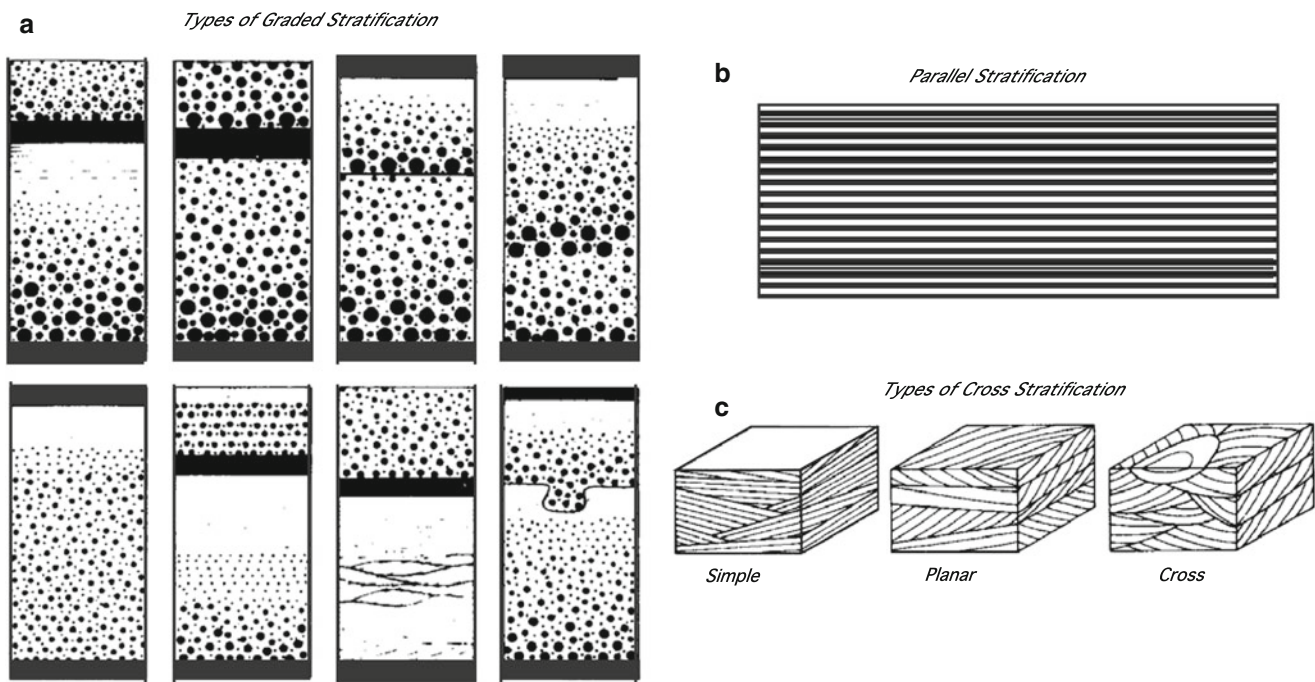 a
Types of Graded Stratification
b
Parallel Stratification
c
Types of Cross Stratification
Simple
Planar
Cross